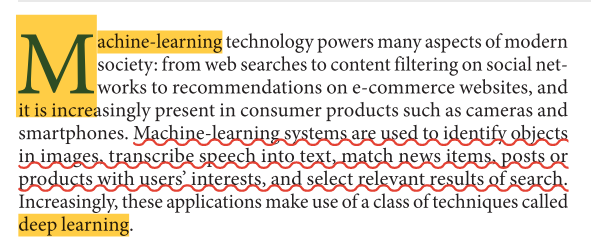 Machine-learning technology powers many aspects of modern
society: from web searches to content filtering on social net-
works to recommendations on e-commerce websites, and
it is increasingly present in consumer products such as cameras and
smartphones. Machine-learning systems are used to identify objects
in images, transcribe speech into text, match news items, posts or
products with users’ interests, and select relevant results of search.
Increasingly, these applications make use of a class of techniques called
deep learning.